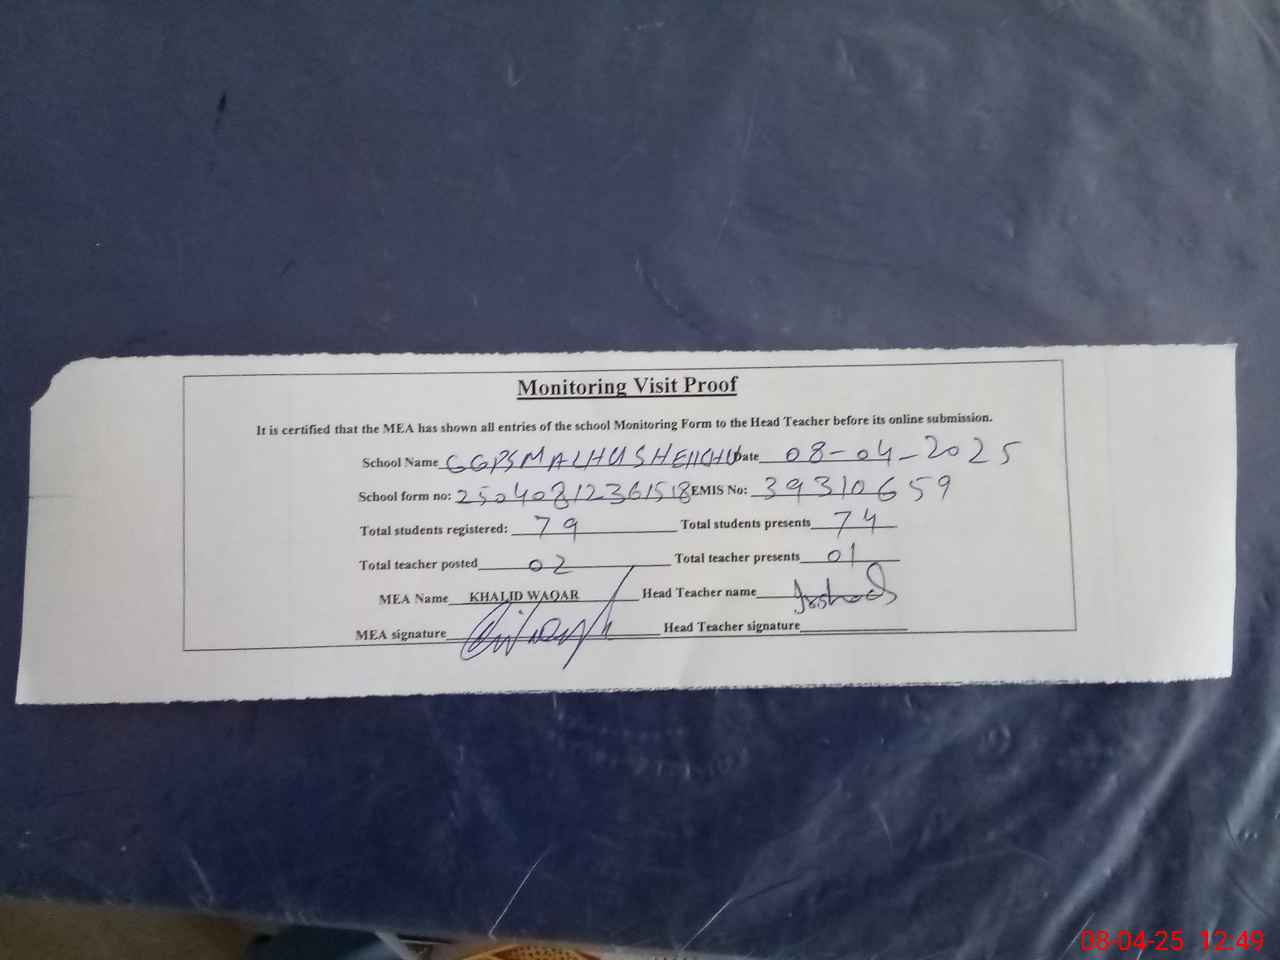 Monitoring Visit Proof
It is certified that the MEA has shown all entries of the school Monitoring Form to the Head Teacher before its online submission.
School Name GGPS MALHU SHEIKHU Date 08-04-2025
School form no: 25040812361518 EMIS No: 39310659
Total students registered: 79 Total students presents 74
Total teacher posted 02 Total teacher presents 01
MEA Name KHALID WAQAR Head Teacher name Irshad
MEA signature Head Teacher signature
08-04-25 12:49